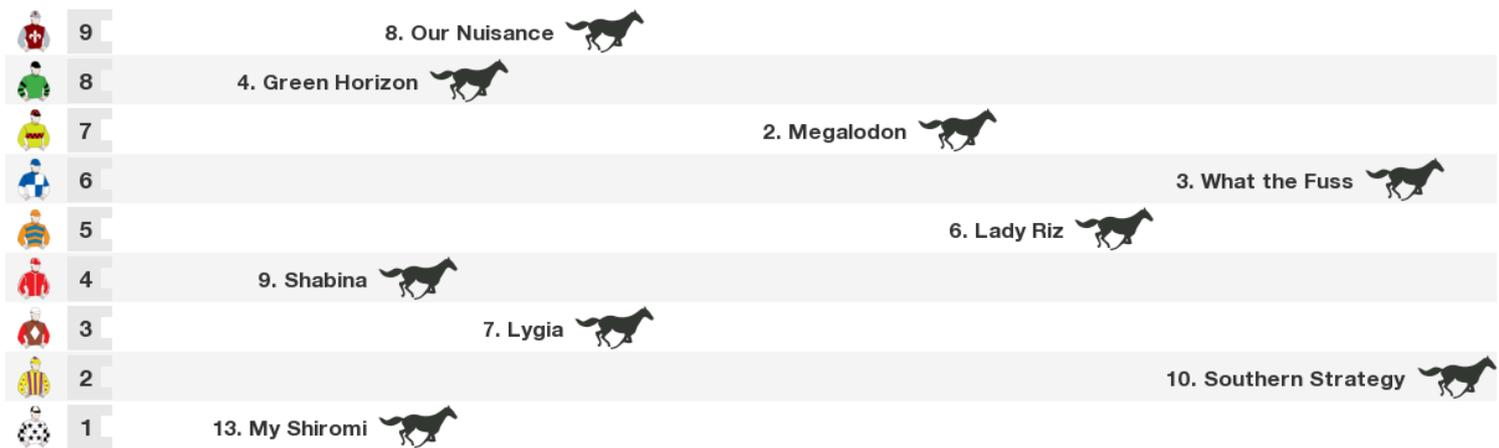 9 8. Our Nuisance
8 4. Green Horizon
7 2. Megalodon
6 3. What the Fuss
5 6. Lady Riz
4 9. Shabina
3 7. Lygia
2 10. Southern Strategy
1 13. My Shiromi